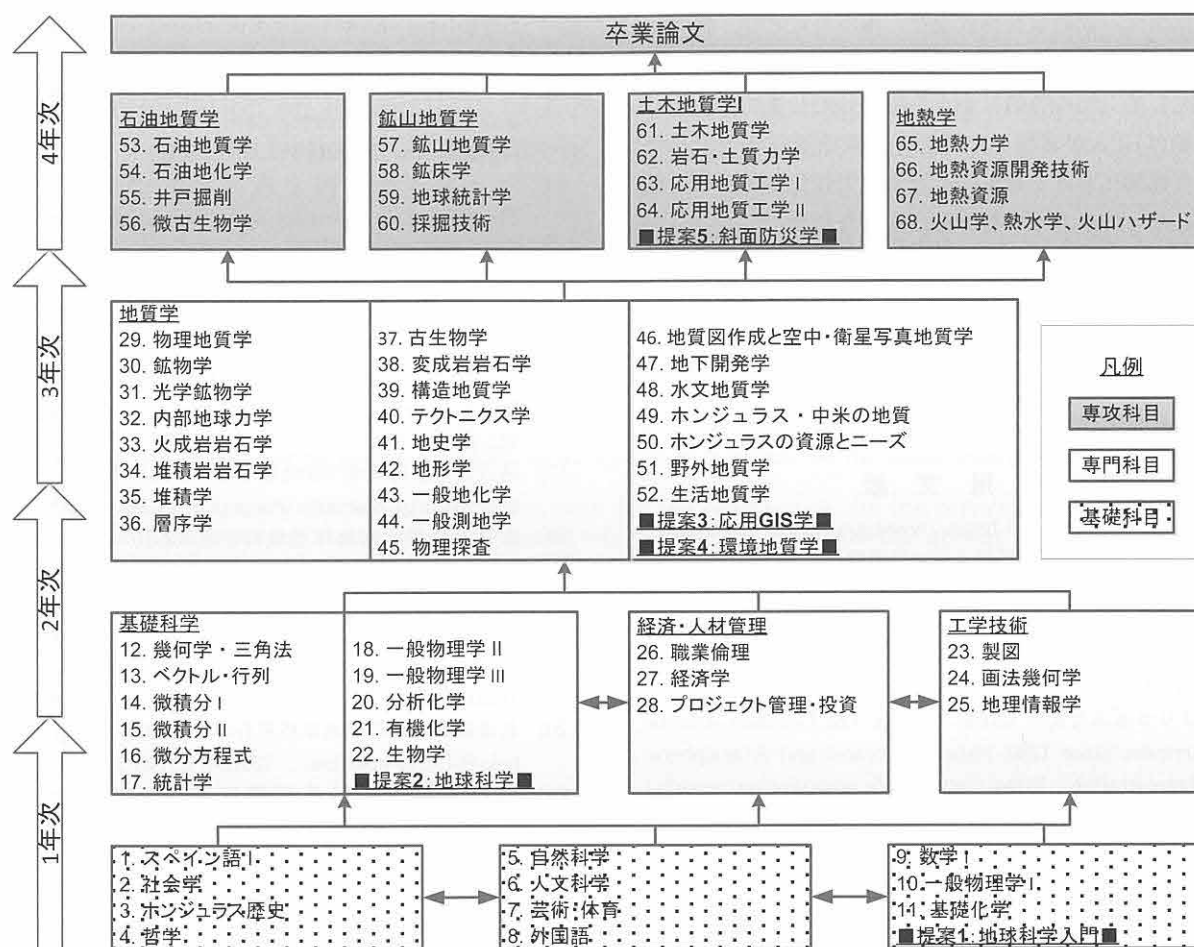 卒業論文
4年次
3年次
2年次
1年次
石油地質学
53. 石油地質学
54. 石油地化学
55. 井戸掘削
56. 微古生物学
鉱山地質学
57. 鉱山地質学
58. 鉱床学
59. 地球統計学
60. 採掘技術
土木地質学I
61. 土木地質学
62. 岩石・土質力学
63. 応用地質工学 I
64. 応用地質工学 II
■提案5:斜面防災学■
地熱学
65. 地熱力学
66. 地熱資源開発技術
67. 地熱資源
68. 火山学、熱水学、火山ハザード
地質学
29. 物理地質学
30. 鉱物学
31. 光学鉱物学
32. 内部地球力学
33. 火成岩岩石学
34. 堆積岩岩石学
35. 堆積学
36. 層序学
37. 古生物学
38. 変成岩岩石学
39. 構造地質学
40. テクトニクス学
41. 地史学
42. 地形学
43. 一般地化学
44. 一般測地学
45. 物理探査
46. 地質図作成と空中・衛星写真地質学
47. 地下開発学
48. 水文地質学
49. ホンジュラス・中米の地質
50. ホンジュラスの資源とニーズ
51. 野外地質学
52. 生活地質学
■提案3:応用GIS学■
■提案4:環境地質学■
凡例
専攻科目
専門科目
基礎科目
基礎科学
12. 幾何学・三角法
13. ベクトル・行列
14. 微積分 I
15. 微積分 II
16. 微分方程式
17. 統計学
18. 一般物理学 II
19. 一般物理学 III
20. 分析化学
21. 有機化学
22. 生物学
■提案2:地球科学■
経済・人材管理
26. 職業倫理
27. 経済学
28. プロジェクト管理・投資
工学技術
23. 製図
24. 画法幾何学
25. 地理情報学
1. スペイン語 I
2. 社会学
3. ホンジュラス歴史
4. 哲学
5. 自然科学
6. 人文科学
7. 芸術・体育
8. 外国語
9. 数学 I
10. 一般物理学 I
11. 基礎化学
■提案1:地球科学入門■